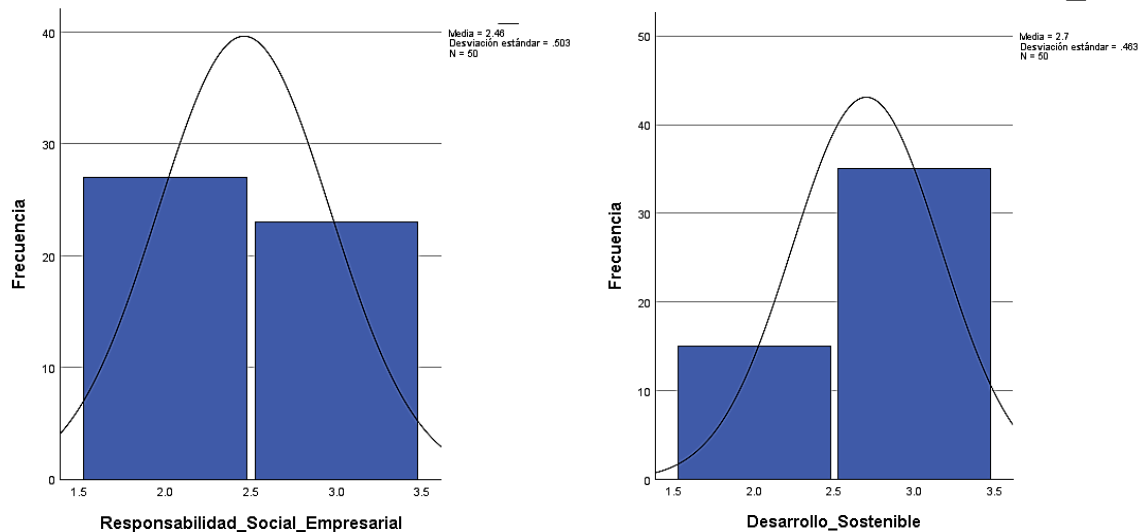 Media = 2.46
Desviación estándar = .503
N = 50
40
30
20
10
0
Frecuencia
1.5 2.0 2.5 3.0 3.5
Responsabilidad_Social_Empresarial
Media = 2.7
Desviación estándar = .463
N = 50
50
40
30
20
10
0
Frecuencia
1.5 2.0 2.5 3.0 3.5
Desarrollo_Sostenible